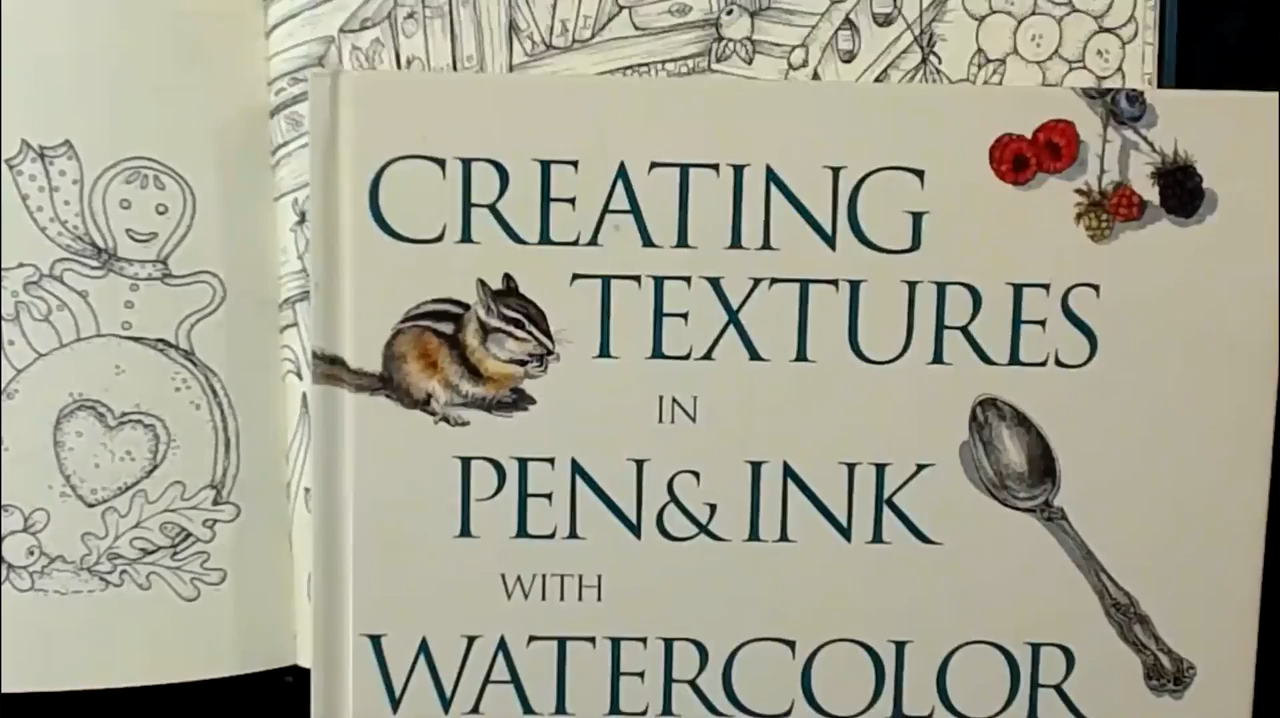 CREATING
TEXTURES
IN
PEN & INK
WITH
WATERCOLOR